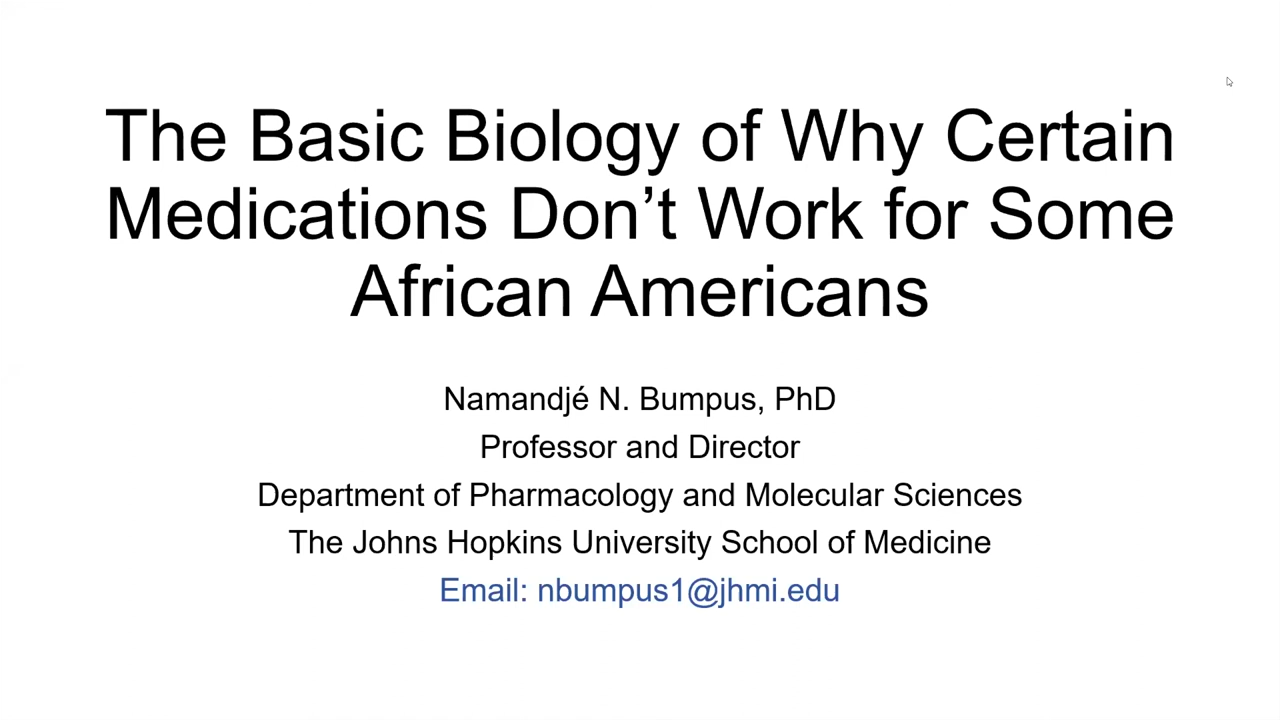 The Basic Biology of Why Certain
Medications Don’t Work for Some
African Americans
Namandjé N. Bumpus, PhD
Professor and Director
Department of Pharmacology and Molecular Sciences
The Johns Hopkins University School of Medicine
Email: nbumpus1@jhmi.edu